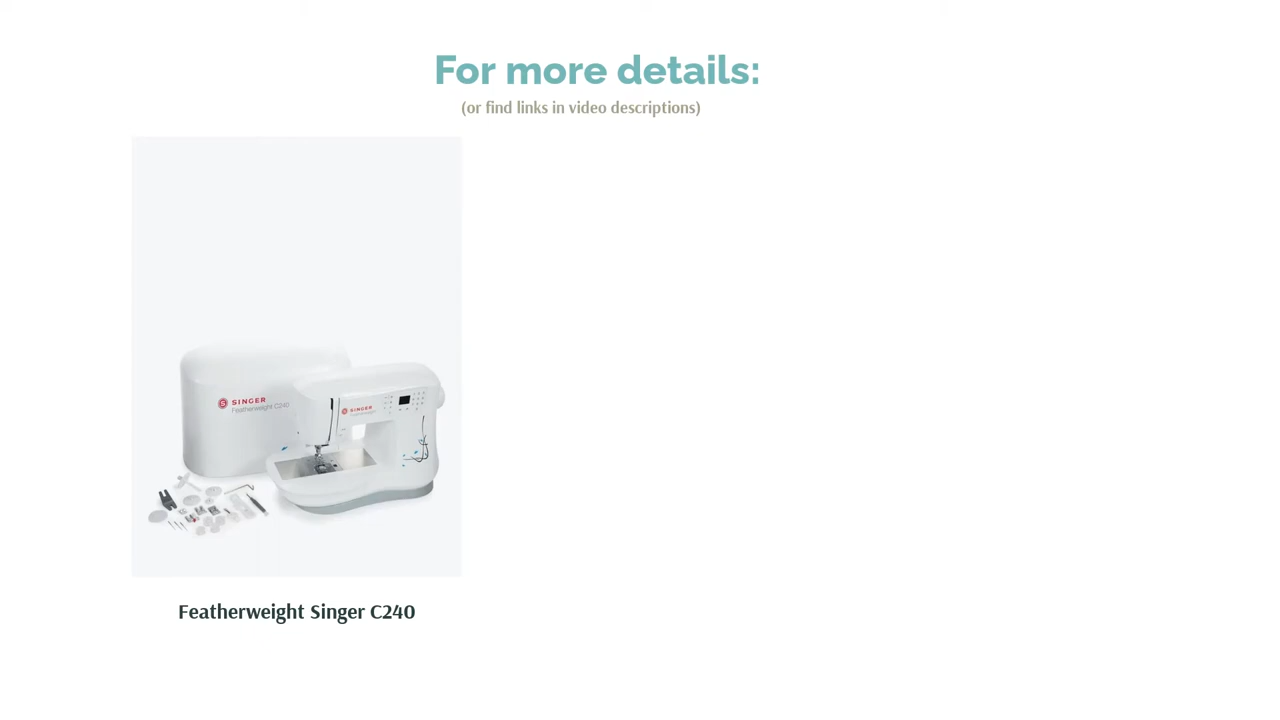 For more details:
(or find links in video descriptions)
SINGER
Featherweight C240
SINGER
Featherweight Singer C240